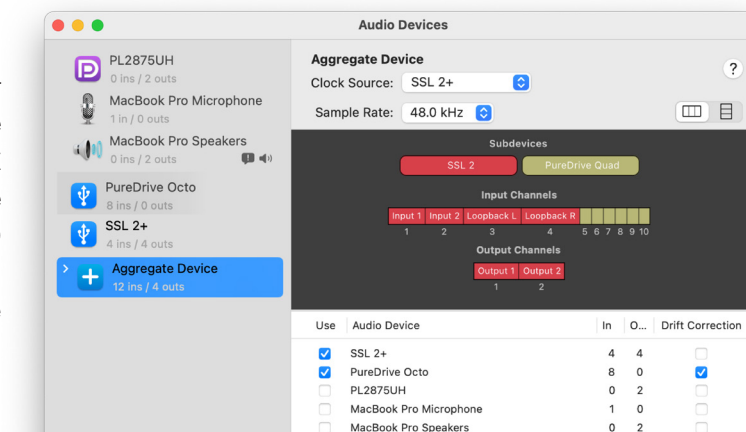 Audio Devices
PL2875UH
0 ins / 2 outs
MacBook Pro Microphone
1 in / 0 outs
MacBook Pro Speakers
0 ins / 2 outs
PureDrive Octo
8 ins / 0 outs
SSL 2+
4 ins / 4 outs
Aggregate Device
12 ins / 4 outs
Aggregate Device
?
Clock Source: SSL 2+
Sample Rate: 48.0 kHz
Subdevices
SSL 2 PureDrive Quad
Input Channels
Input 1 Input 2 Loopback L Loopback R
1 2 3 4 5 6 7 8 9 10
Output Channels
Output 1 Output 2
1 2
Use Audio Device In O... Drift Correction
SSL 2+ 4 4
PureDrive Octo 8 0
PL2875UH 0 2
MacBook Pro Microphone 1 0
MacBook Pro Speakers 0 2